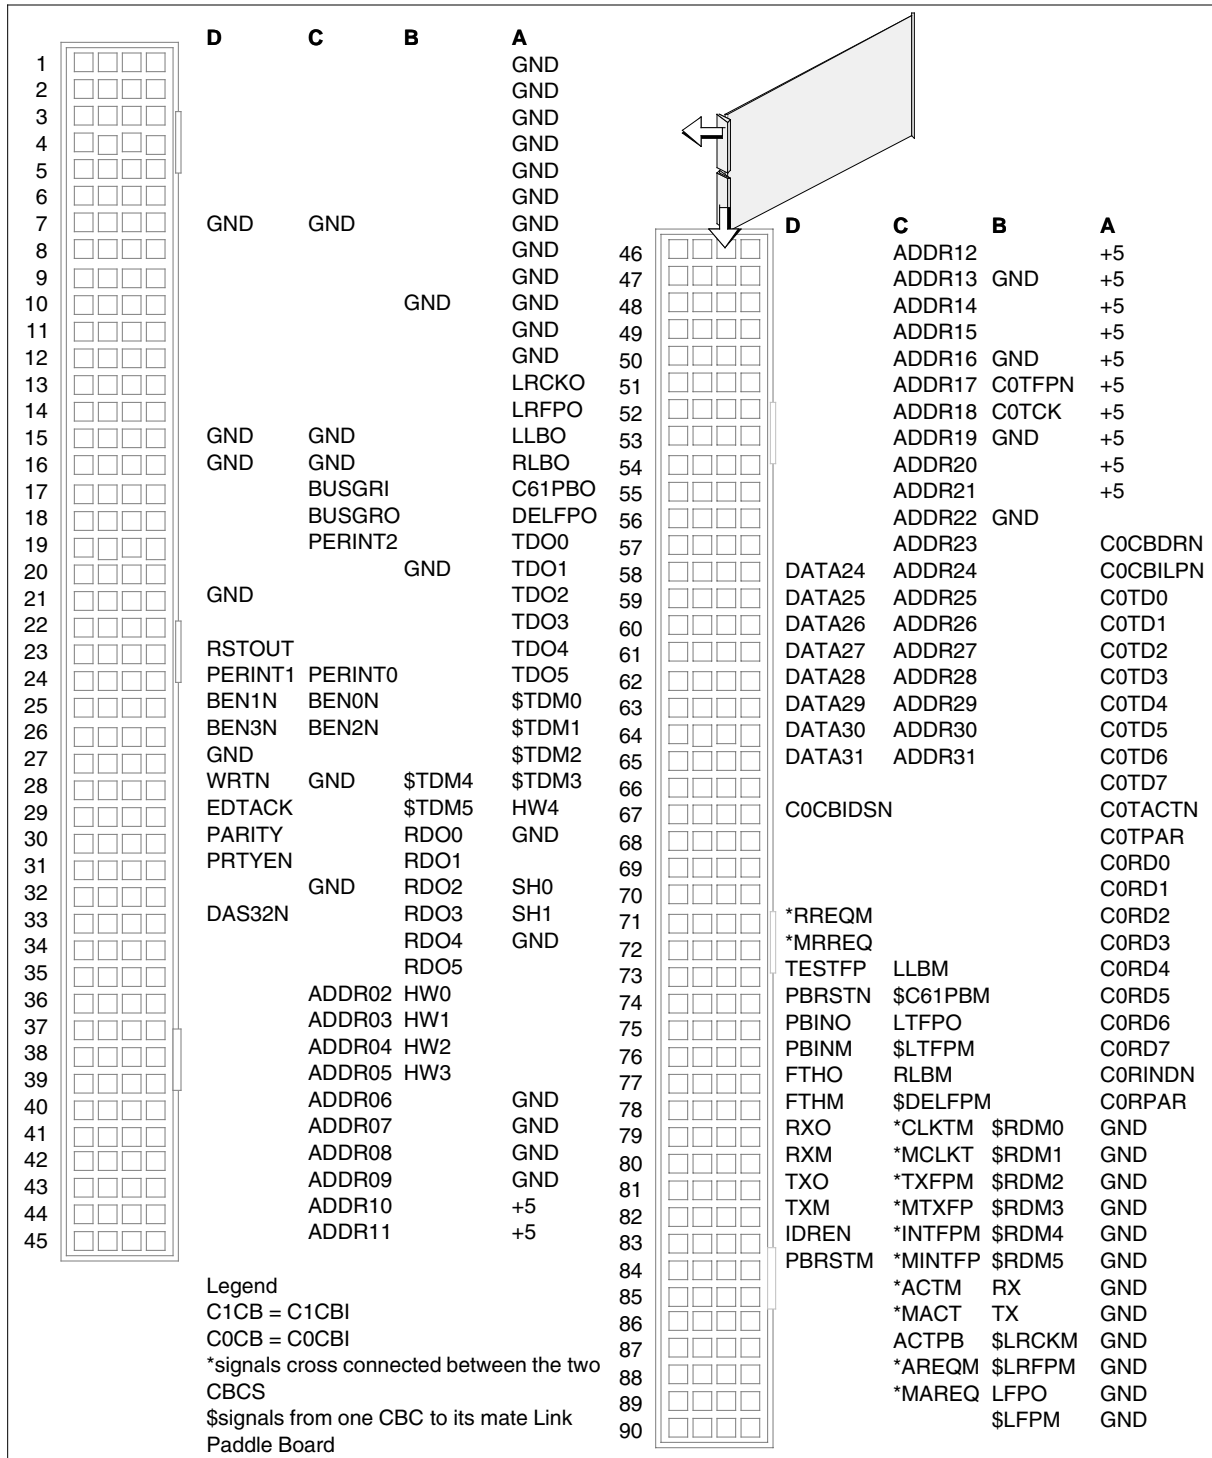 D C B A
1 GND
2 GND
3 GND
4 GND
5 GND
6 GND
7 GND GND GND
8 GND
9 GND
10 GND GND
11 GND
12 GND
13 LRCKO
14 LRFPO
15 GND GND LLBO
16 GND GND RLBO
17 BUSGRI C61PBO
18 BUSGRO DELFPO
19 PERINT2 TDO0
20 GND TDO1
21 GND TDO2
22 TDO3
23 RSTOUT TDO4
24 PERINT1 PERINT0 TDO5
25 BEN1N BEN0N $TDM0
26 BEN3N BEN2N $TDM1
27 GND $TDM2
28 WRTN GND $TDM4 $TDM3
29 EDTACK $TDM5 HW4
30 PARITY RDO0 GND
31 PRTYEN RDO1
32 GND RDO2 SH0
33 DAS32N RDO3 SH1
34 RDO4 GND
35 RDO5
36 ADDR02 HW0
37 ADDR03 HW1
38 ADDR04 HW2
39 ADDR05 HW3
40 ADDR06 GND
41 ADDR07 GND
42 ADDR08 GND
43 ADDR09 GND
44 ADDR10 +5
45 ADDR11 +5
D C B A
46 ADDR12 +5
47 ADDR13 GND +5
48 ADDR14 +5
49 ADDR15 +5
50 ADDR16 GND +5
51 ADDR17 C0TFPN +5
52 ADDR18 C0TCK +5
53 ADDR19 GND +5
54 ADDR20 +5
55 ADDR21 +5
56 ADDR22 GND
57 ADDR23 C0CBDRN
58 DATA24 ADDR24 C0CBILPN
59 DATA25 ADDR25 C0TD0
60 DATA26 ADDR26 C0TD1
61 DATA27 ADDR27 C0TD2
62 DATA28 ADDR28 C0TD3
63 DATA29 ADDR29 C0TD4
64 DATA30 ADDR30 C0TD5
65 DATA31 ADDR31 C0TD6
66 C0TD7
67 C0CBIDSN C0TACTN
68 C0TPAR
69 C0RD0
70 C0RD1
71 *RREQM C0RD2
72 *MRREQ C0RD3
73 TESTFP LLBM C0RD4
74 PBRSTN $C61PBM C0RD5
75 PBINO LTFPO C0RD6
76 PBINM $LTFPM C0RD7
77 FTHO RLBM C0RINDN
78 FTHM $DELFPM C0RPAR
79 RXO *CLKTM $RDM0 GND
80 RXM *MCLKT $RDM1 GND
81 TXO *TXFPM $RDM2 GND
82 TXM *MTXFP $RDM3 GND
83 IDREN *INTFPM $RDM4 GND
84 PBRSTM *MINTFP $RDM5 GND
85 *ACTM RX GND
86 *MACT TX GND
87 ACTPB $LRCKM GND
88 *AREQM $LRFPM GND
89 *MAREQ LFPO GND
90 $LFPM GND
Legend
C1CB = C1CBI
C0CB = C0CBI
*signals cross connected between the two
CBCS
$signals from one CBC to its mate Link
Paddle Board